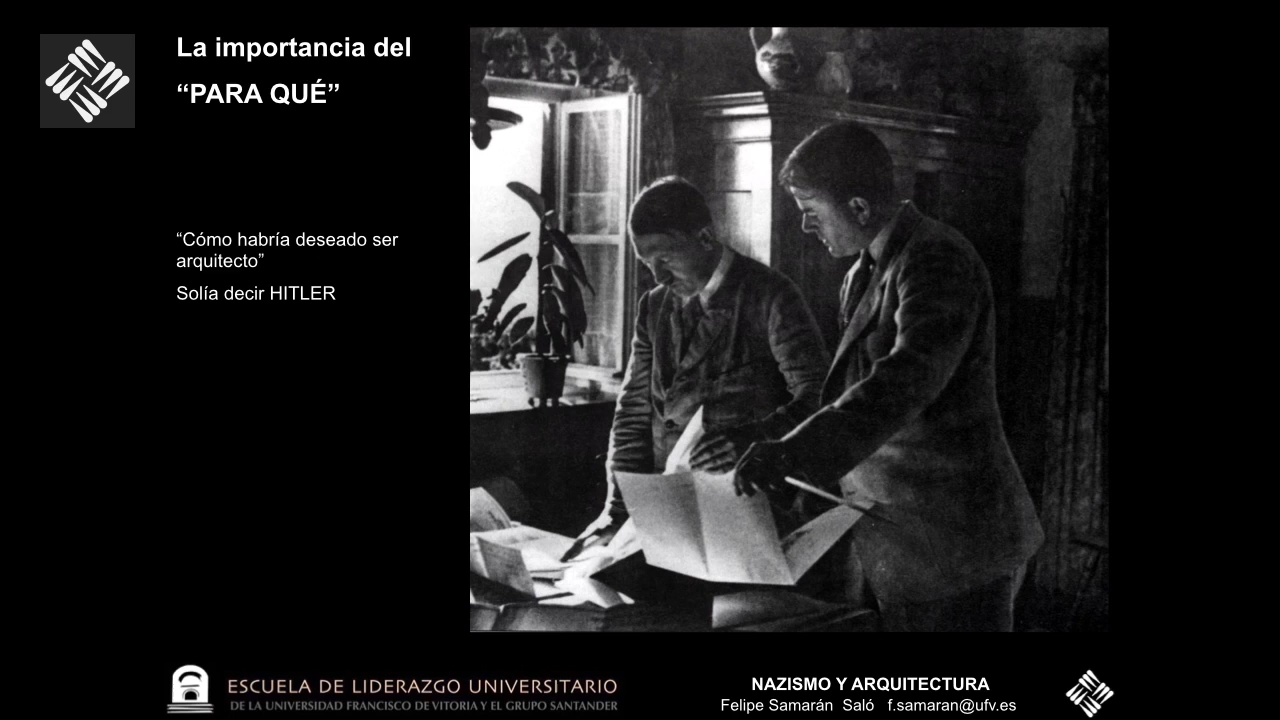 La importancia del
“PARA QUÉ”
“Cómo habría deseado ser
arquitecto”
Solía decir HITLER
ESCUELA DE LIDERAZGO UNIVERSITARIO
DE LA UNIVERSIDAD FRANCISCO DE VITORIA Y EL GRUPO SANTANDER
NAZISMO Y ARQUITECTURA
Felipe Samarán Saló f.samaran@ufv.es